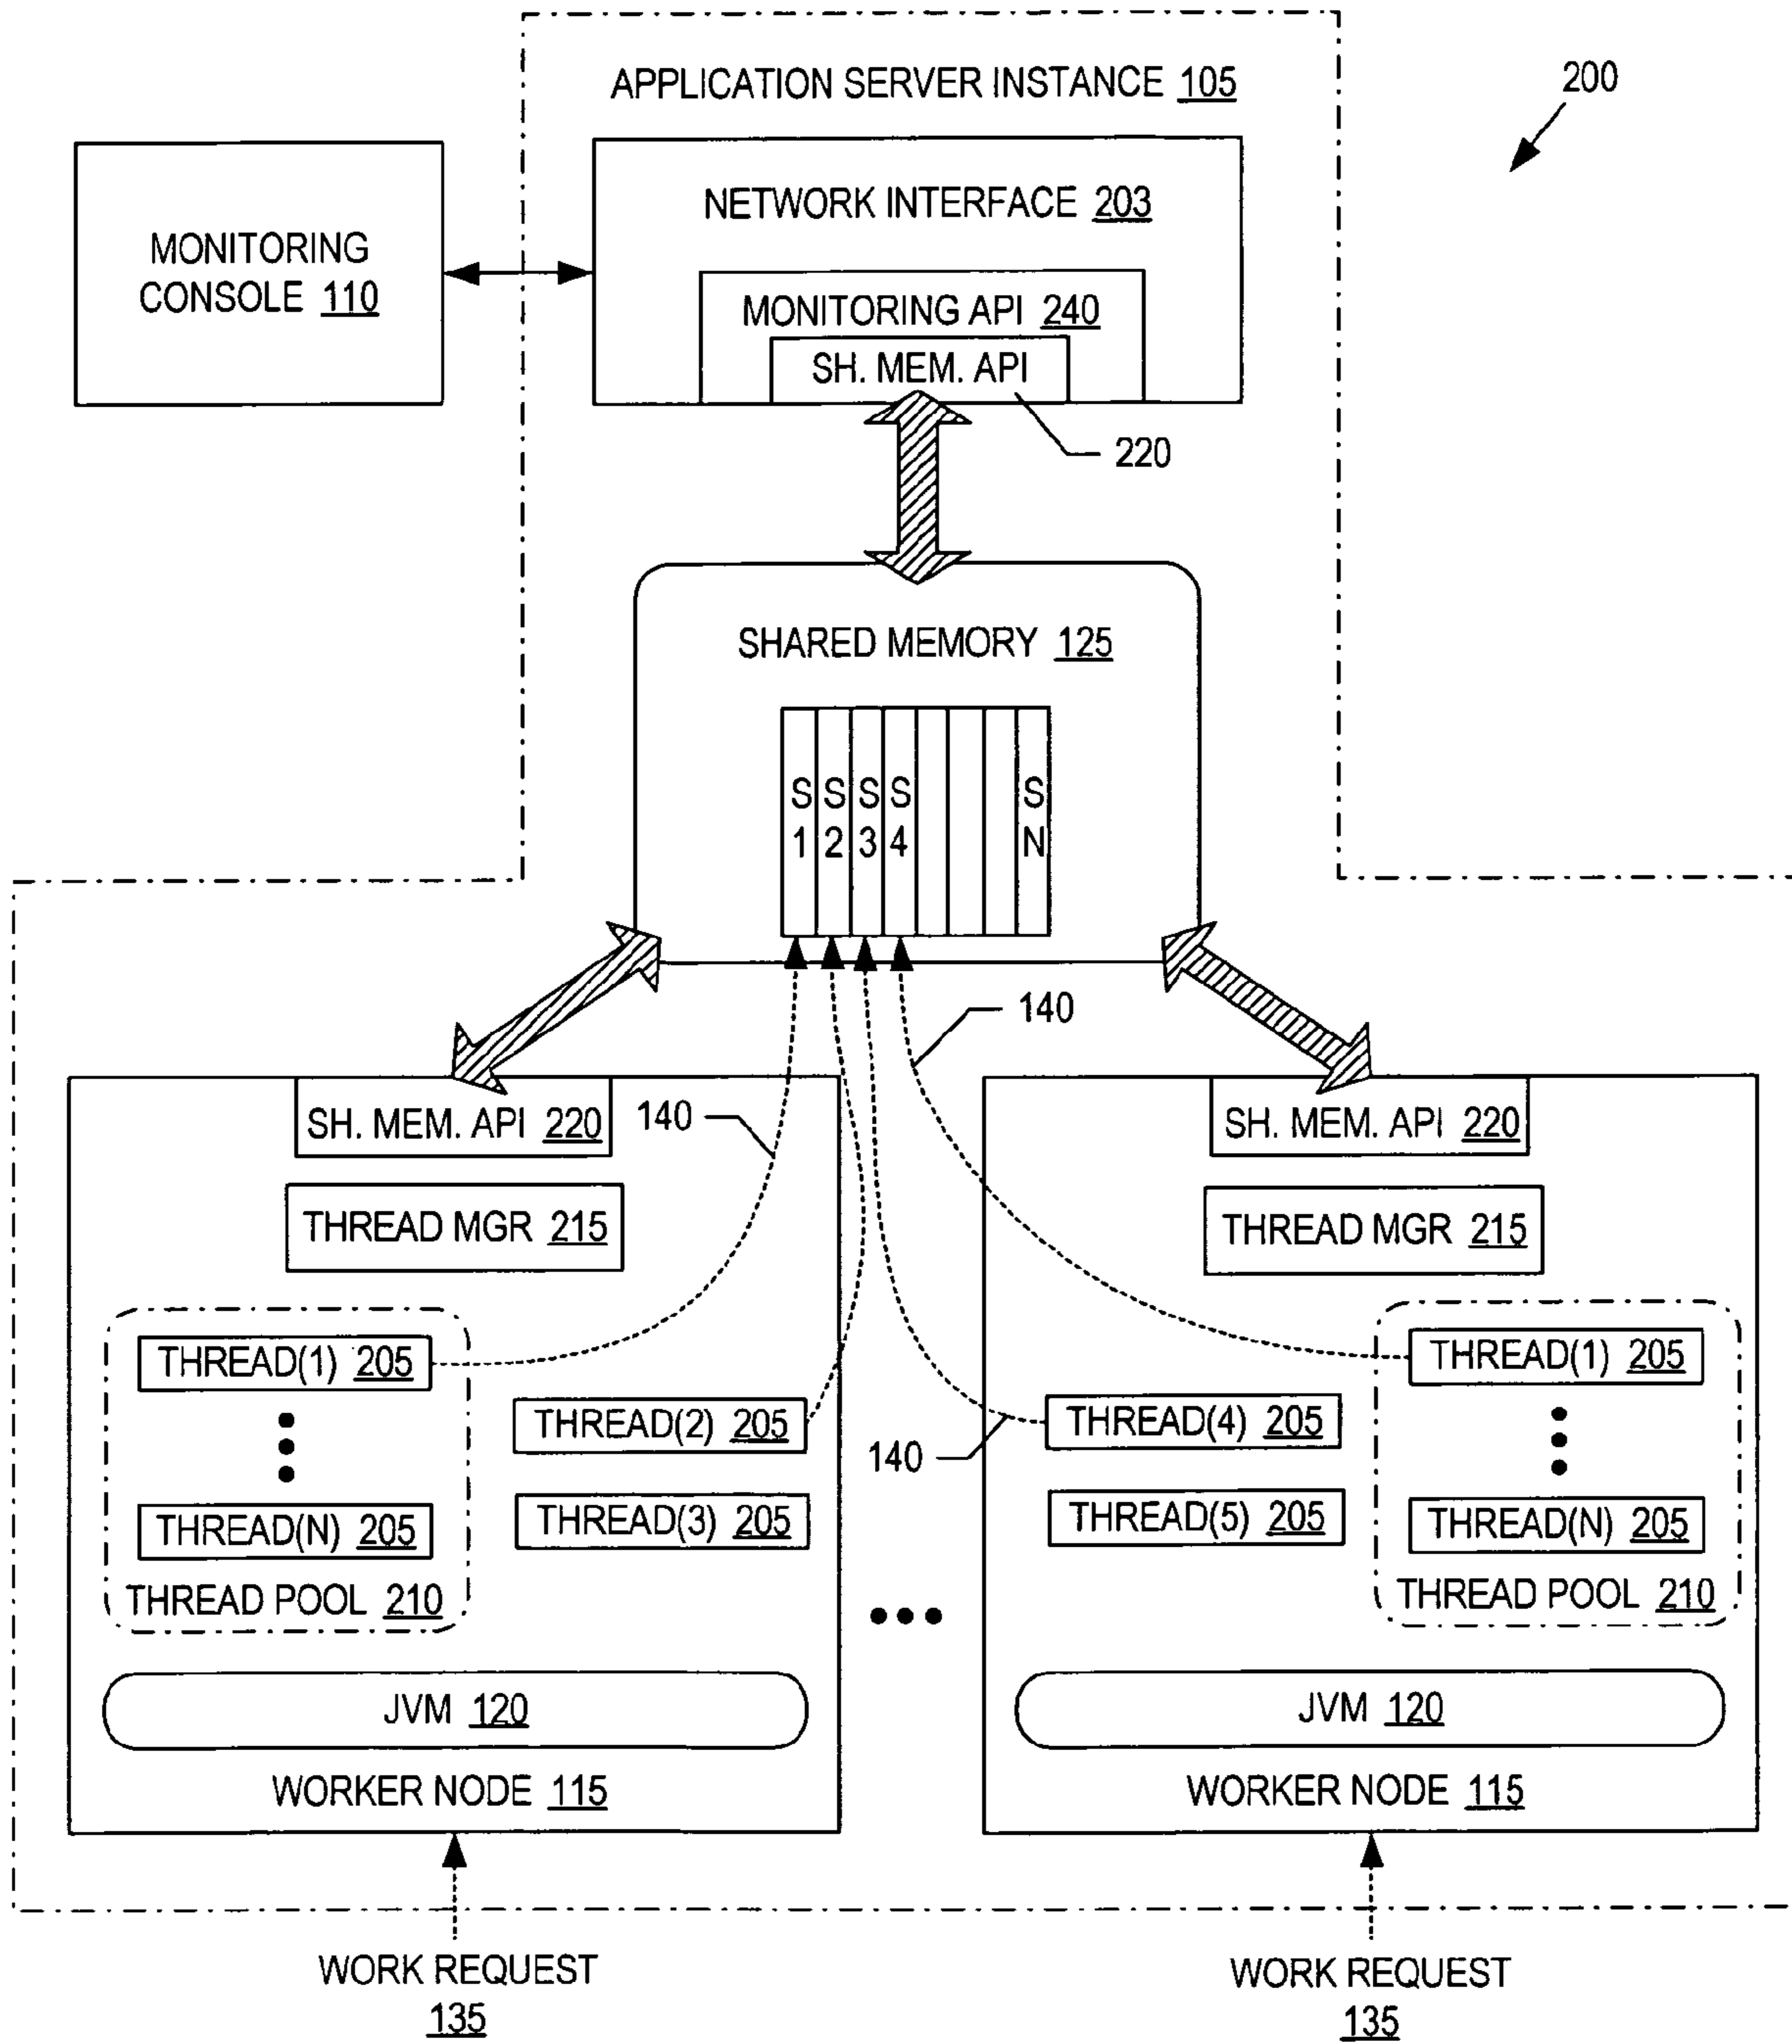 APPLICATION SERVER INSTANCE 105
200
NETWORK INTERFACE 203
MONITORING
CONSOLE 110
MONITORING API 240
SH. MEM. API
220
SHARED MEMORY 125
S S S S S
1 2 3 4 N
140
SH. MEM. API 220
140
SH. MEM. API 220
THREAD MGR 215
THREAD MGR 215
THREAD(1) 205
THREAD(1) 205
THREAD(2) 205
THREAD(4) 205
140
THREAD(N) 205
THREAD(3) 205
THREAD(5) 205
THREAD(N) 205
THREAD POOL 210
THREAD POOL 210
JVM 120
JVM 120
WORKER NODE 115
WORKER NODE 115
WORK REQUEST
135
WORK REQUEST
135